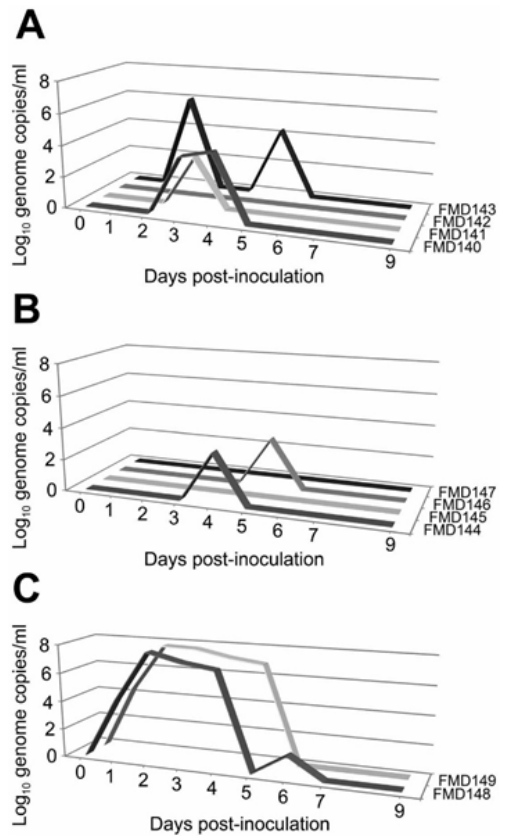 A
Log10 genome copies/ml
8
6
4
2
0
0 1 2 3 4 5 6 7 9
FMD143
FMD142
FMD141
FMD140
Days post-inoculation
B
Log10 genome copies/ml
8
6
4
2
0
0 1 2 3 4 5 6 7 9
FMD147
FMD146
FMD145
FMD144
Days post-inoculation
C
Log10 genome copies/ml
8
6
4
2
0
0 1 2 3 4 5 6 7 9
FMD149
FMD148
Days post-inoculation